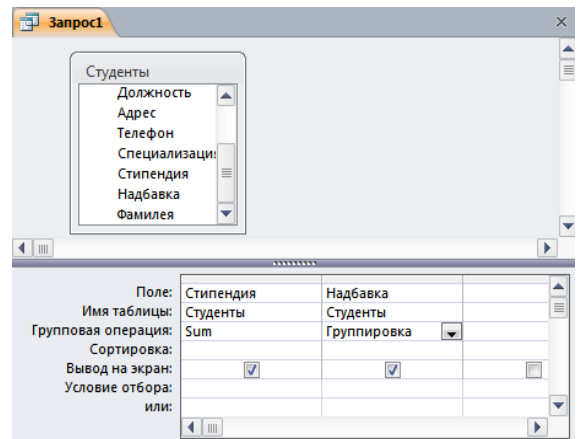 Запрос1
Студенты
Должность
Адрес
Телефон
Специализаци
Стипендия
Надбавка
Фамилея
Поле: Стипендия Надбавка
Имя таблицы: Студенты Студенты
Групповая операция: Sum Группировка
Сортировка:
Вывод на экран:
Условие отбора:
или: